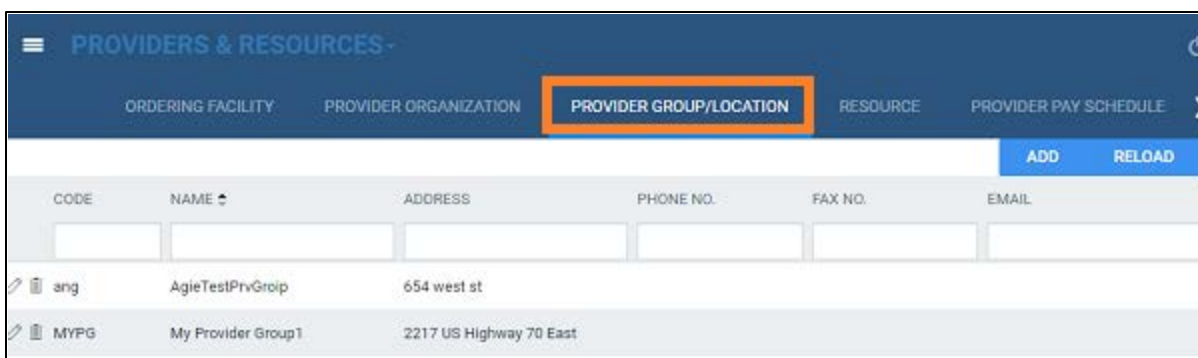 PROVIDERS & RESOURCES
ORDERING FACILITY PROVIDER ORGANIZATION PROVIDER GROUP/LOCATION RESOURCE PROVIDER PAY SCHEDULE
ADD RELOAD
CODE NAME ADDRESS PHONE NO. FAX NO. EMAIL
ang AgieTestPrvGroip 654 west st
MYPG My Provider Group1 2217 US Highway 70 East